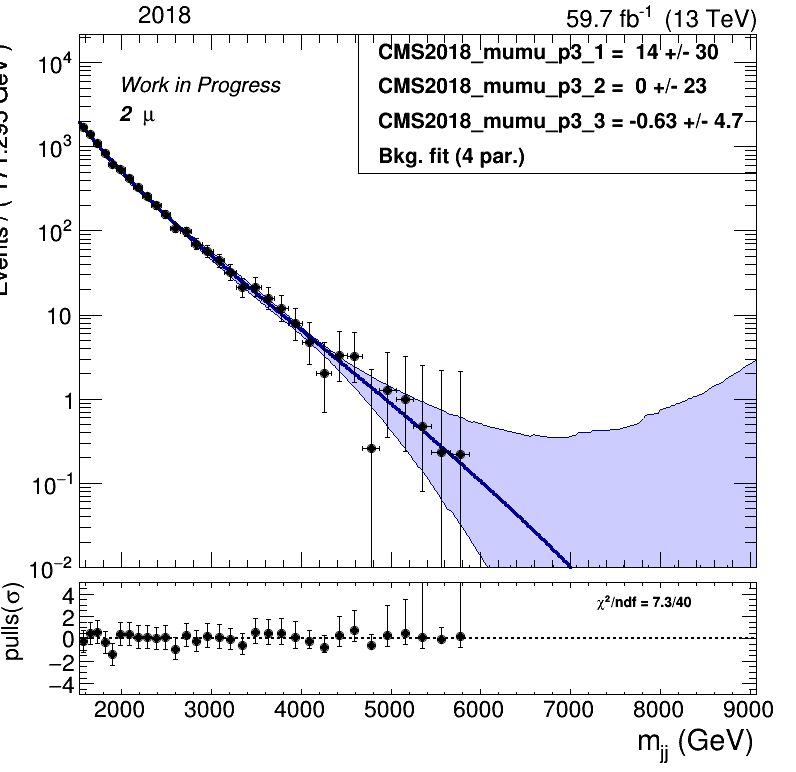 2018
59.7 fb⁻¹ (13 TeV)
CMS2018_mumu_p3_1 = 14 +/- 30
CMS2018_mumu_p3_2 = 0 +/- 23
CMS2018_mumu_p3_3 = -0.63 +/- 4.7
Bkg. fit (4 par.)
Work in Progress
2 μ
10⁴
10³
10²
10
1
10⁻¹
10⁻²
χ²/ndf = 7.3/40
pulls(σ)
4
2
0
−2
−4
2000 3000 4000 5000 6000 7000 8000 9000
m_jj (GeV)